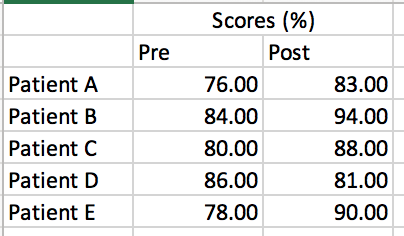 Scores (%)
Pre Post
Patient A 76.00 83.00
Patient B 84.00 94.00
Patient C 80.00 88.00
Patient D 86.00 81.00
Patient E 78.00 90.00